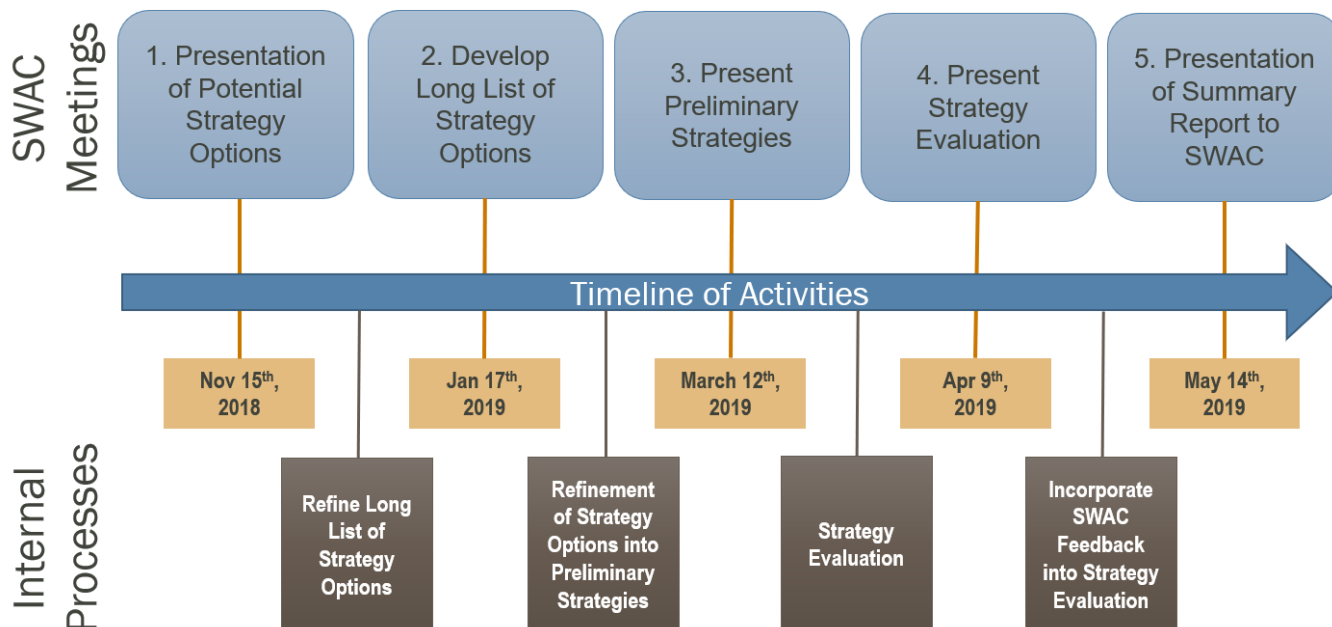 SWAC
Meetings
1. Presentation
of Potential
Strategy
Options
2. Develop
Long List of
Strategy
Options
3. Present
Preliminary
Strategies
4. Present
Strategy
Evaluation
5. Presentation
of Summary
Report to
SWAC
Timeline of Activities
Nov 15th,
2018
Jan 17th,
2019
March 12th,
2019
Apr 9th,
2019
May 14th,
2019
Internal
Processes
Refine Long
List of
Strategy
Options
Refinement
of Strategy
Options into
Preliminary
Strategies
Strategy
Evaluation
Incorporate
SWAC
Feedback
into Strategy
Evaluation